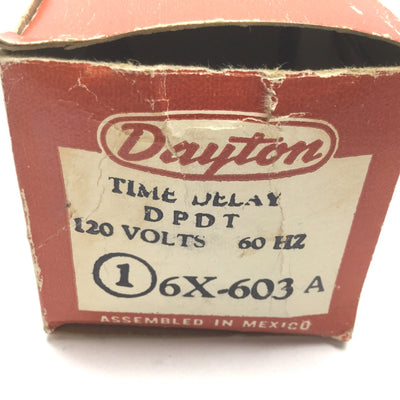 Dayton
TIME DELAY
DPDT
120 VOLTS 60 HZ
1 6X-603 A
ASSEMBLED IN MEXICO